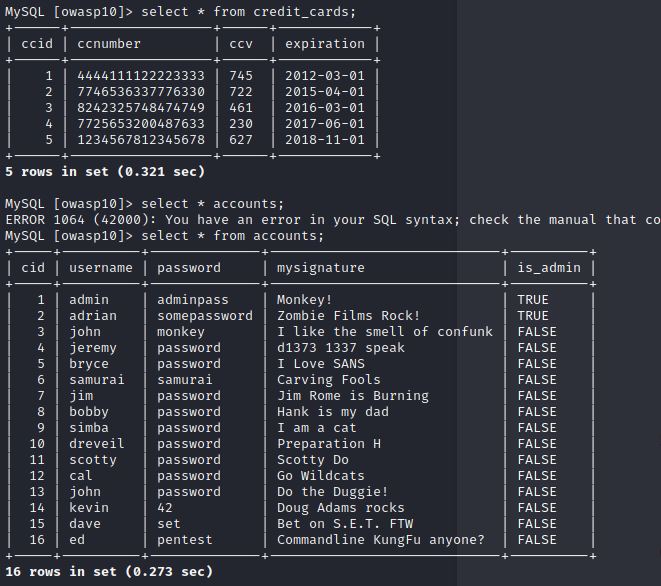 MySQL [owasp10]> select * from credit_cards;
+------+------------------+------+------------+
| ccid | ccnumber         | ccv  | expiration |
+------+------------------+------+------------+
|    1 | 4444111122223333 | 745  | 2012-03-01 |
|    2 | 7746536337776330 | 722  | 2015-04-01 |
|    3 | 8242325748474749 | 461  | 2016-03-01 |
|    4 | 7725653200487633 | 230  | 2017-06-01 |
|    5 | 1234567812345678 | 627  | 2018-11-01 |
+------+------------------+------+------------+
5 rows in set (0.321 sec)
MySQL [owasp10]> select * accounts;
ERROR 1064 (42000): You have an error in your SQL syntax; check the manual that co
MySQL [owasp10]> select * from accounts;
+-----+----------+--------------+-----------------------------+----------+
| cid | username | password     | mysignature                 | is_admin |
+-----+----------+--------------+-----------------------------+----------+
|   1 | admin    | adminpass    | Monkey!                     | TRUE     |
|   2 | adrian   | somepassword | Zombie Films Rock!          | TRUE     |
|   3 | john     | monkey       | I like the smell of confunk | FALSE    |
|   4 | jeremy   | password     | d1373 1337 speak            | FALSE    |
|   5 | bryce    | password     | I Love SANS                 | FALSE    |
|   6 | samurai  | samurai      | Carving Fools               | FALSE    |
|   7 | jim      | password     | Jim Rome is Burning         | FALSE    |
|   8 | bobby    | password     | Hank is my dad              | FALSE    |
|   9 | simba    | password     | I am a cat                  | FALSE    |
|  10 | dreveil  | password     | Preparation H               | FALSE    |
|  11 | scotty   | password     | Scotty Do                   | FALSE    |
|  12 | cal      | password     | Go Wildcats                 | FALSE    |
|  13 | john     | password     | Do the Duggie!              | FALSE    |
|  14 | kevin    | 42           | Doug Adams rocks            | FALSE    |
|  15 | dave     | set          | Bet on S.E.T. FTW           | FALSE    |
|  16 | ed       | pentest      | Commandline KungFu anyone?  | FALSE    |
+-----+----------+--------------+-----------------------------+----------+
16 rows in set (0.273 sec)